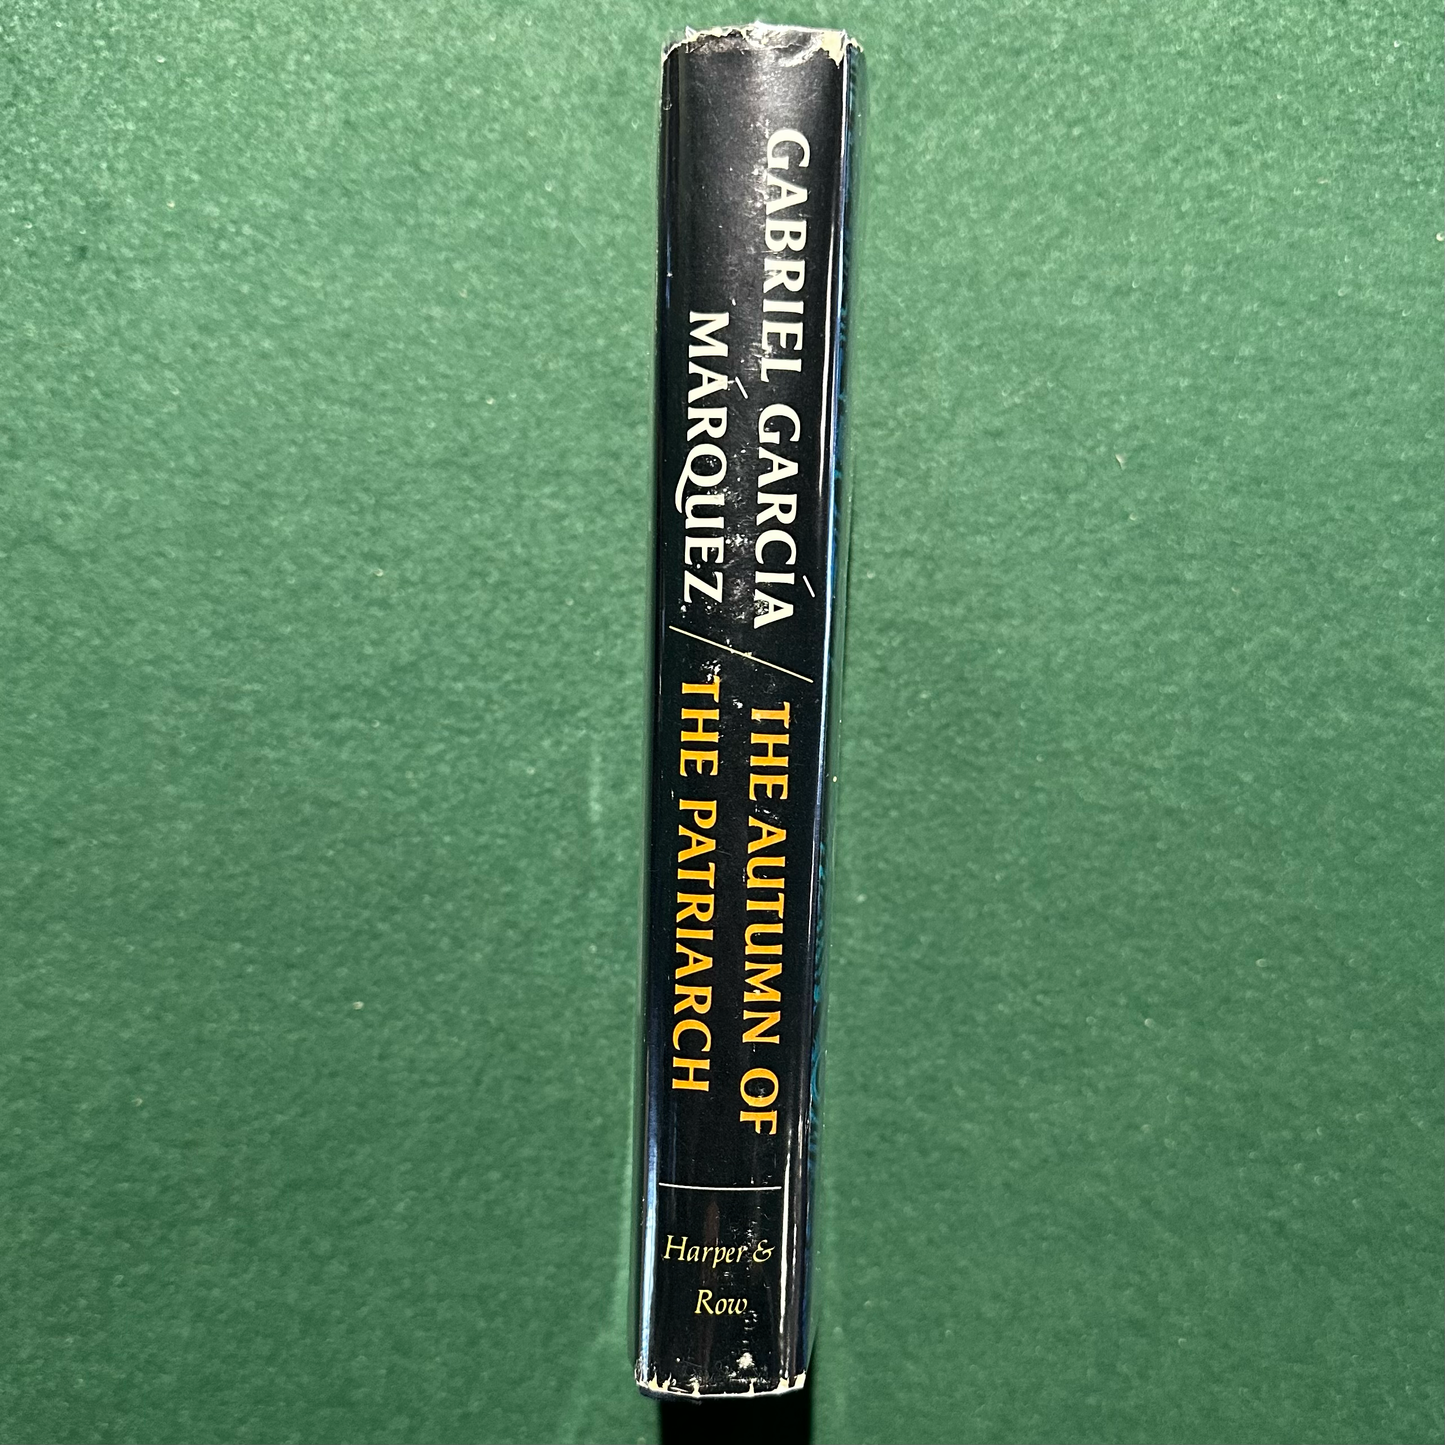 GABRIEL GARCÍA
MÁRQUEZ
THE AUTUMN OF
THE PATRIARCH
Harper &
Row